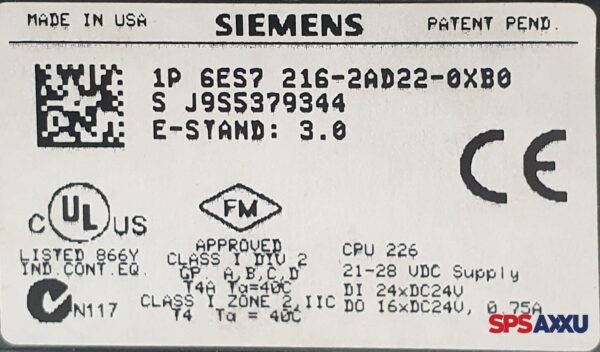 MADE IN USA
SIEMENS
PATENT PEND.
1P 6ES7 216-2AD22-0XB0
S J9S5379344
E-STAND: 3.0
CE
C UL US
LISTED 866Y
IND.CONT.EQ.
N117
FM
APPROVED
CLASS I DIV 2
GP. A,B,C,D
T4A Ta=40C
CLASS I ZONE 2,IIC
T4 Ta = 40C
CPU 226
21-28 VDC Supply
DI 24xDC24V
DO 16xDC24V, 0.75A
SPSAXXU